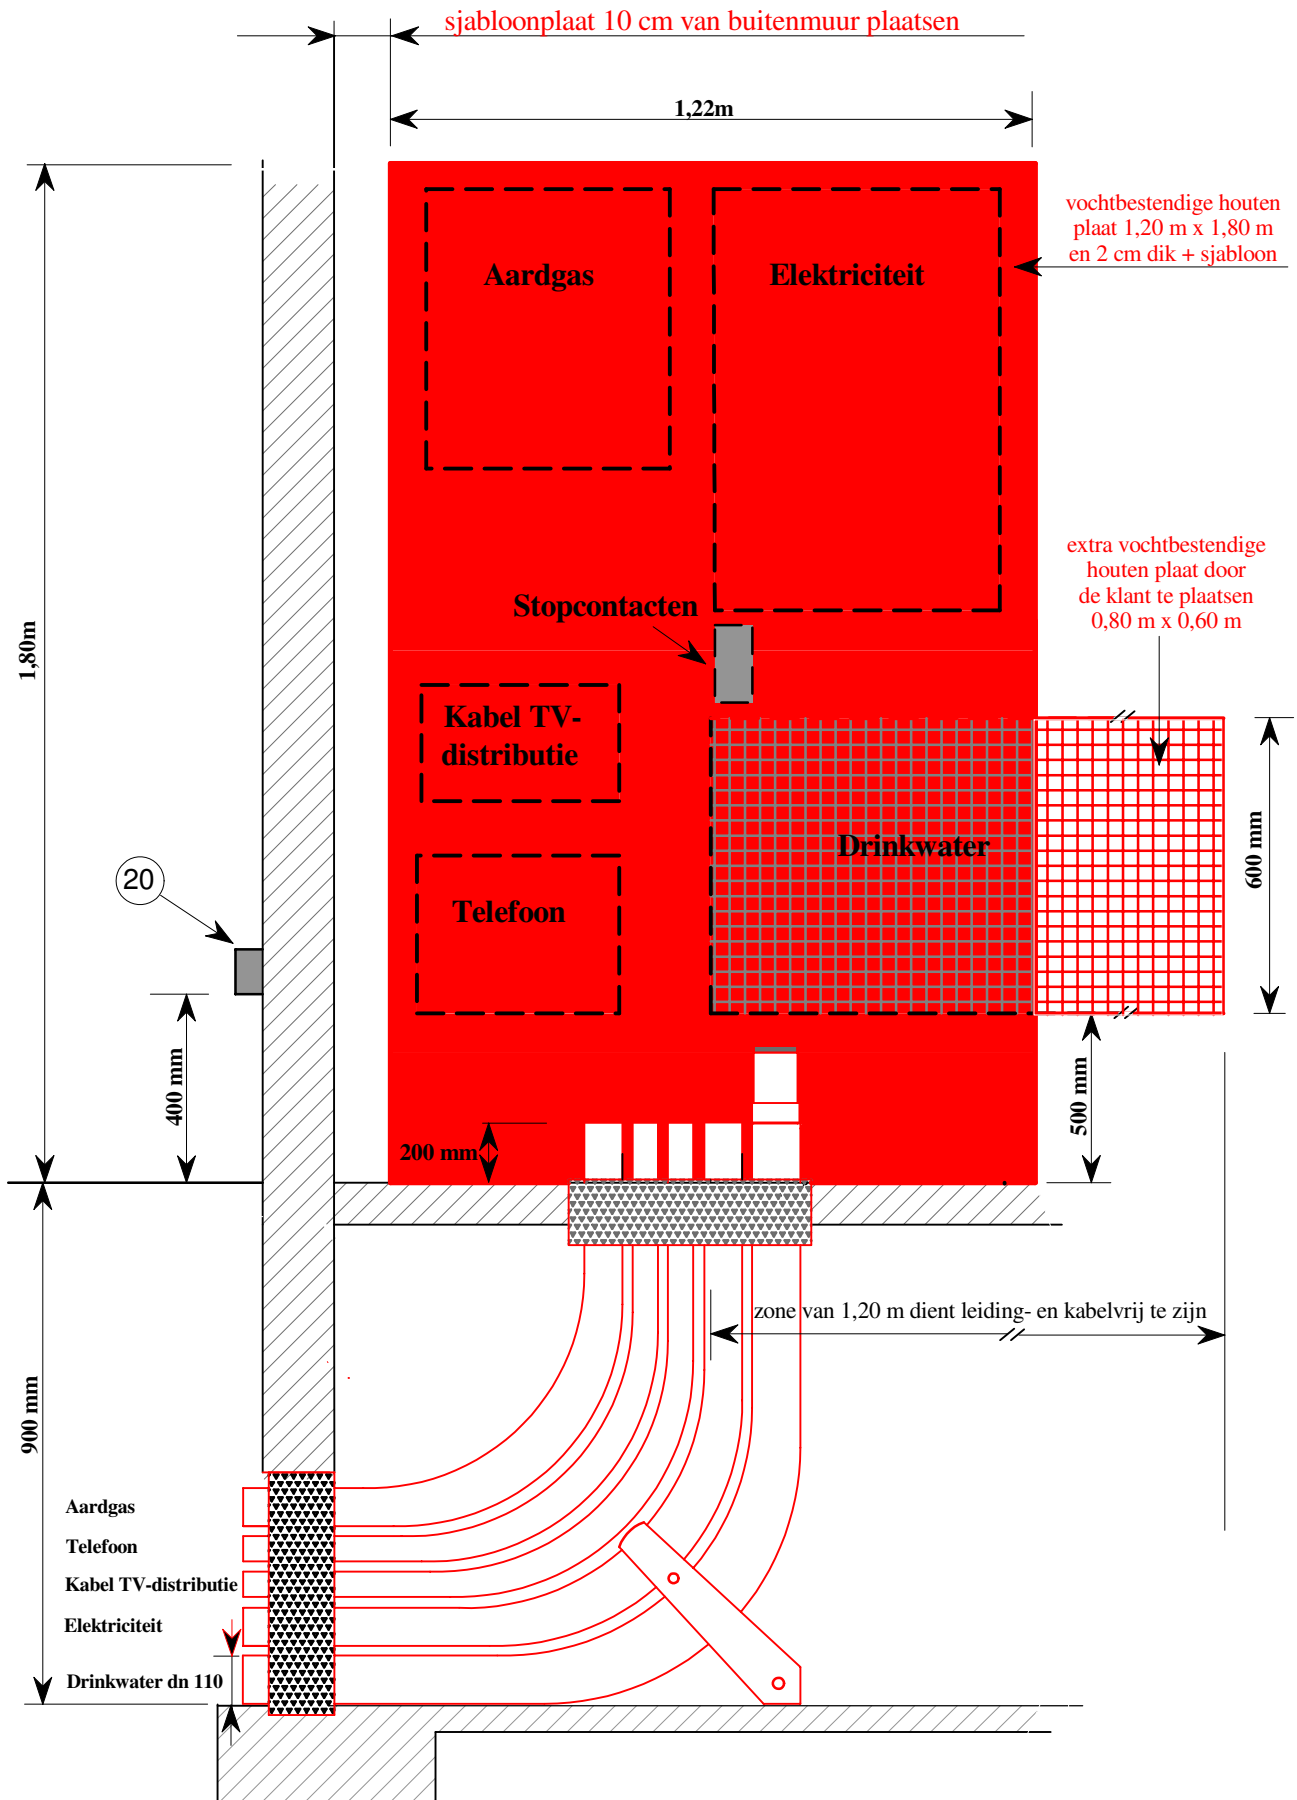 sjabloonplaat 10 cm van buitenmuur plaatsen
1,22m
vochtbestendige houten
plaat 1,20 m x 1,80 m
en 2 cm dik + sjabloon
Aardgas
Elektriciteit
extra vochtbestendige
houten plaat door
de klant te plaatsen
0,80 m x 0,60 m
Stopcontacten
1,80m
Kabel TV-
distributie
Drinkwater
600 mm
20
Telefoon
400 mm
500 mm
200 mm
zone van 1,20 m dient leiding- en kabelvrij te zijn
900 mm
Aardgas
Telefoon
Kabel TV-distributie
Elektriciteit
Drinkwater dn 110